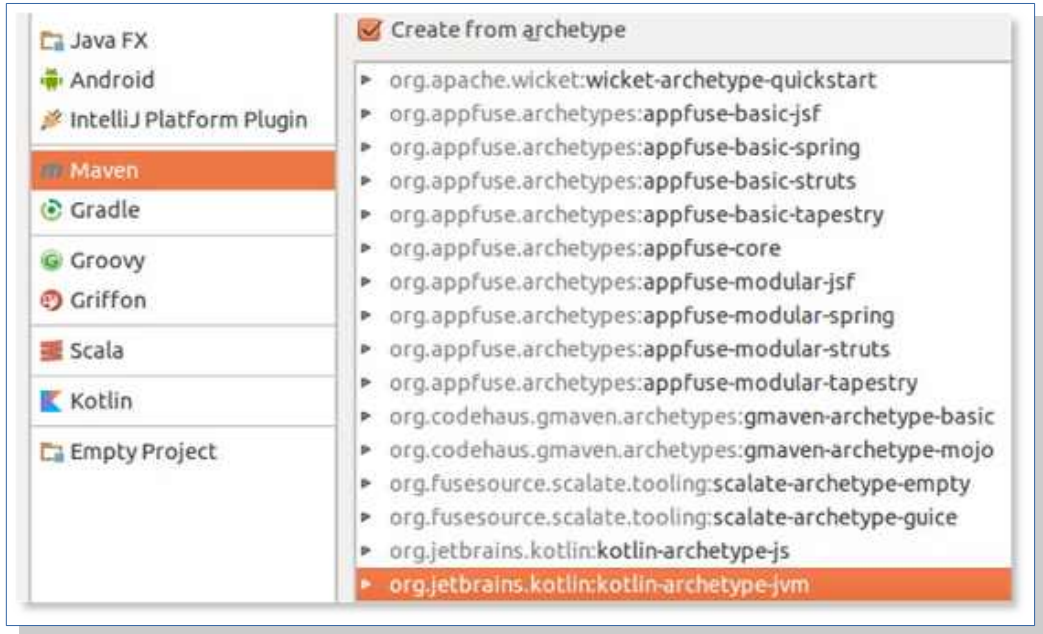 Java FX
Android
IntelliJ Platform Plugin
Maven
Gradle
Groovy
Griffon
Scala
Kotlin
Empty Project
Create from archetype
org.apache.wicket:wicket-archetype-quickstart
org.appfuse.archetypes:appfuse-basic-jsf
org.appfuse.archetypes:appfuse-basic-spring
org.appfuse.archetypes:appfuse-basic-struts
org.appfuse.archetypes:appfuse-basic-tapestry
org.appfuse.archetypes:appfuse-core
org.appfuse.archetypes:appfuse-modular-jsf
org.appfuse.archetypes:appfuse-modular-spring
org.appfuse.archetypes:appfuse-modular-struts
org.appfuse.archetypes:appfuse-modular-tapestry
org.codehaus.gmaven.archetypes:gmaven-archetype-basic
org.codehaus.gmaven.archetypes:gmaven-archetype-mojo
org.fusesource.scalate.tooling:scalate-archetype-empty
org.fusesource.scalate.tooling:scalate-archetype-guice
org.jetbrains.kotlin:kotlin-archetype-js
org.jetbrains.kotlin:kotlin-archetype-jvm